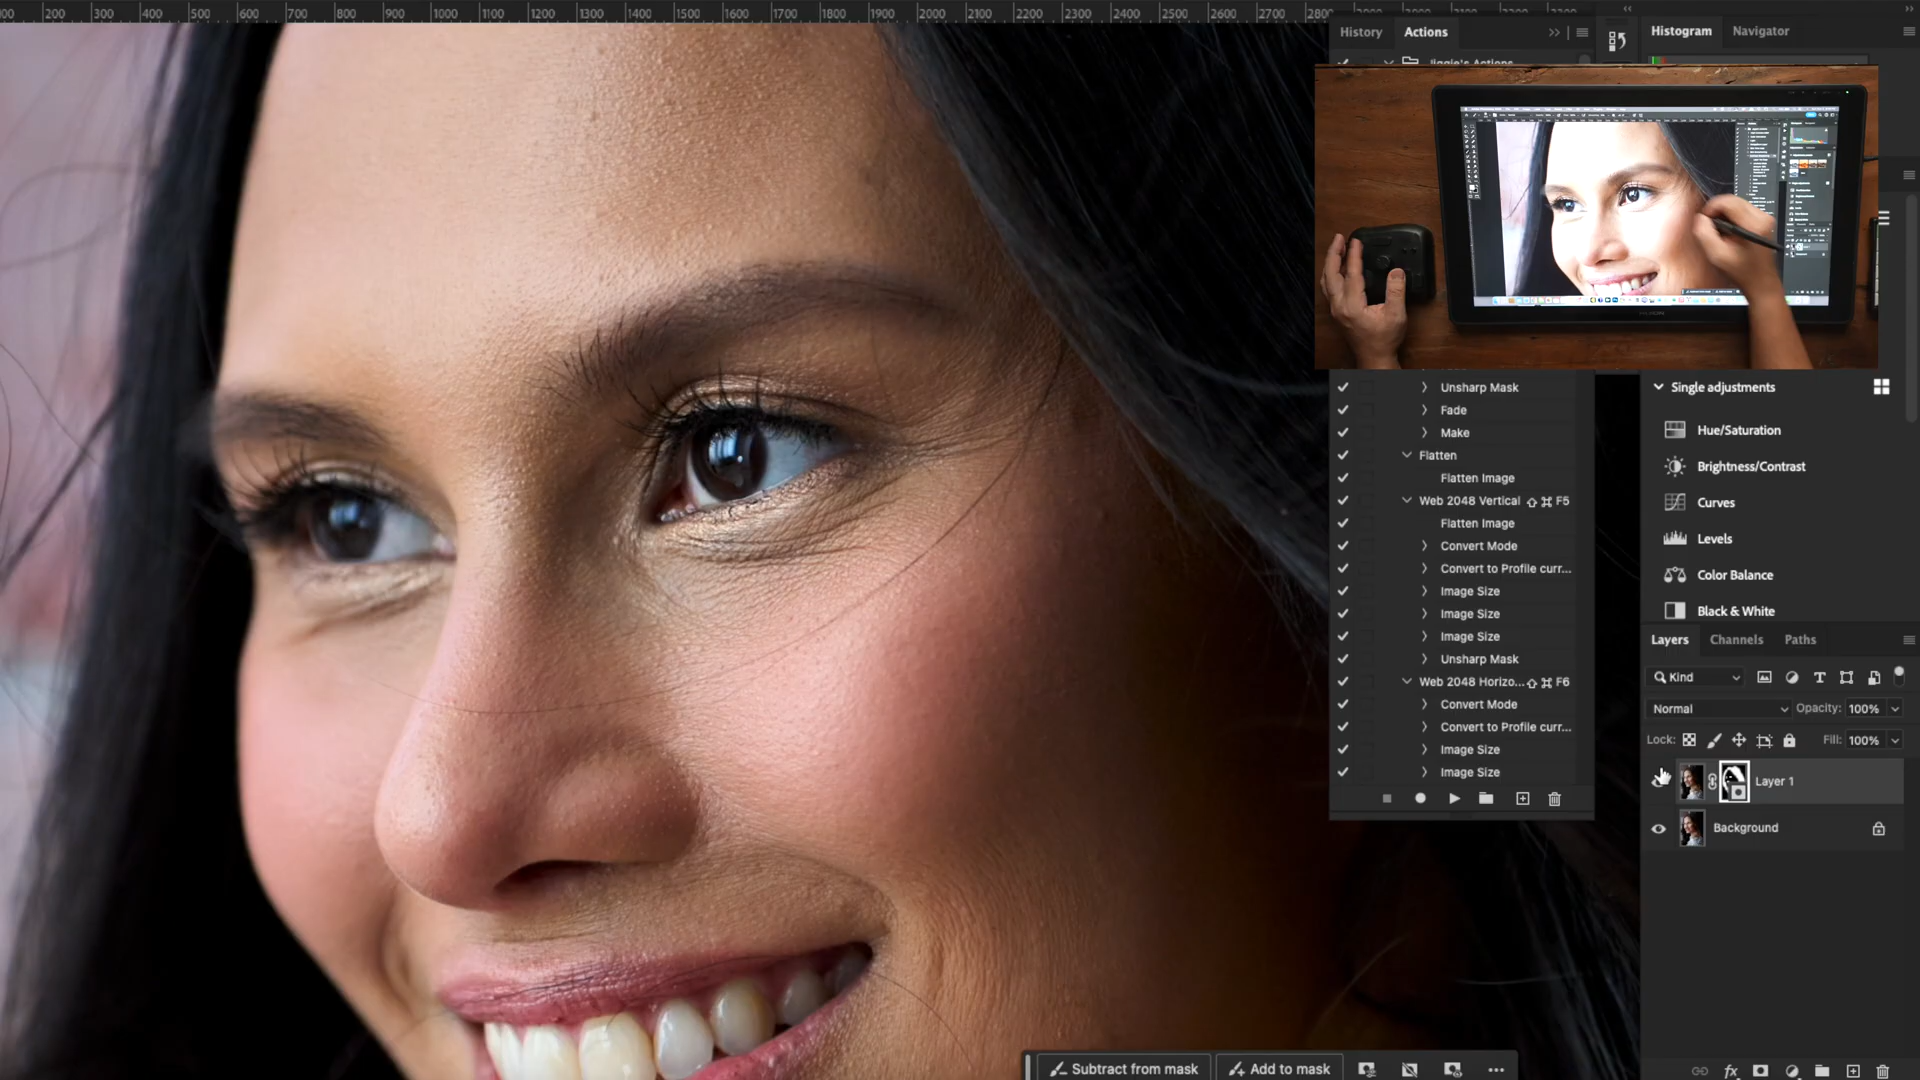 200 300 400 500 600 700 800 900 1000 1100 1200 1300 1400 1500 1600 1700 1800 1900 2000 2100 2200 2300 2400 2500 2600 2700 2800
History Actions
Histogram Navigator
Jiggie's Actions
Unsharp Mask
Fade
Make
Flatten
Flatten Image
Web 2048 Vertical ⇧ ⌘ F5
Flatten Image
Convert Mode
Convert to Profile curr...
Image Size
Image Size
Image Size
Unsharp Mask
Web 2048 Horizo... ⇧ ⌘ F6
Convert Mode
Convert to Profile curr...
Image Size
Image Size
Single adjustments
Hue/Saturation
Brightness/Contrast
Curves
Levels
Color Balance
Black & White
Layers Channels Paths
Kind
Normal Opacity: 100%
Lock: Fill: 100%
Layer 1
Background
Subtract from mask Add to mask
fx